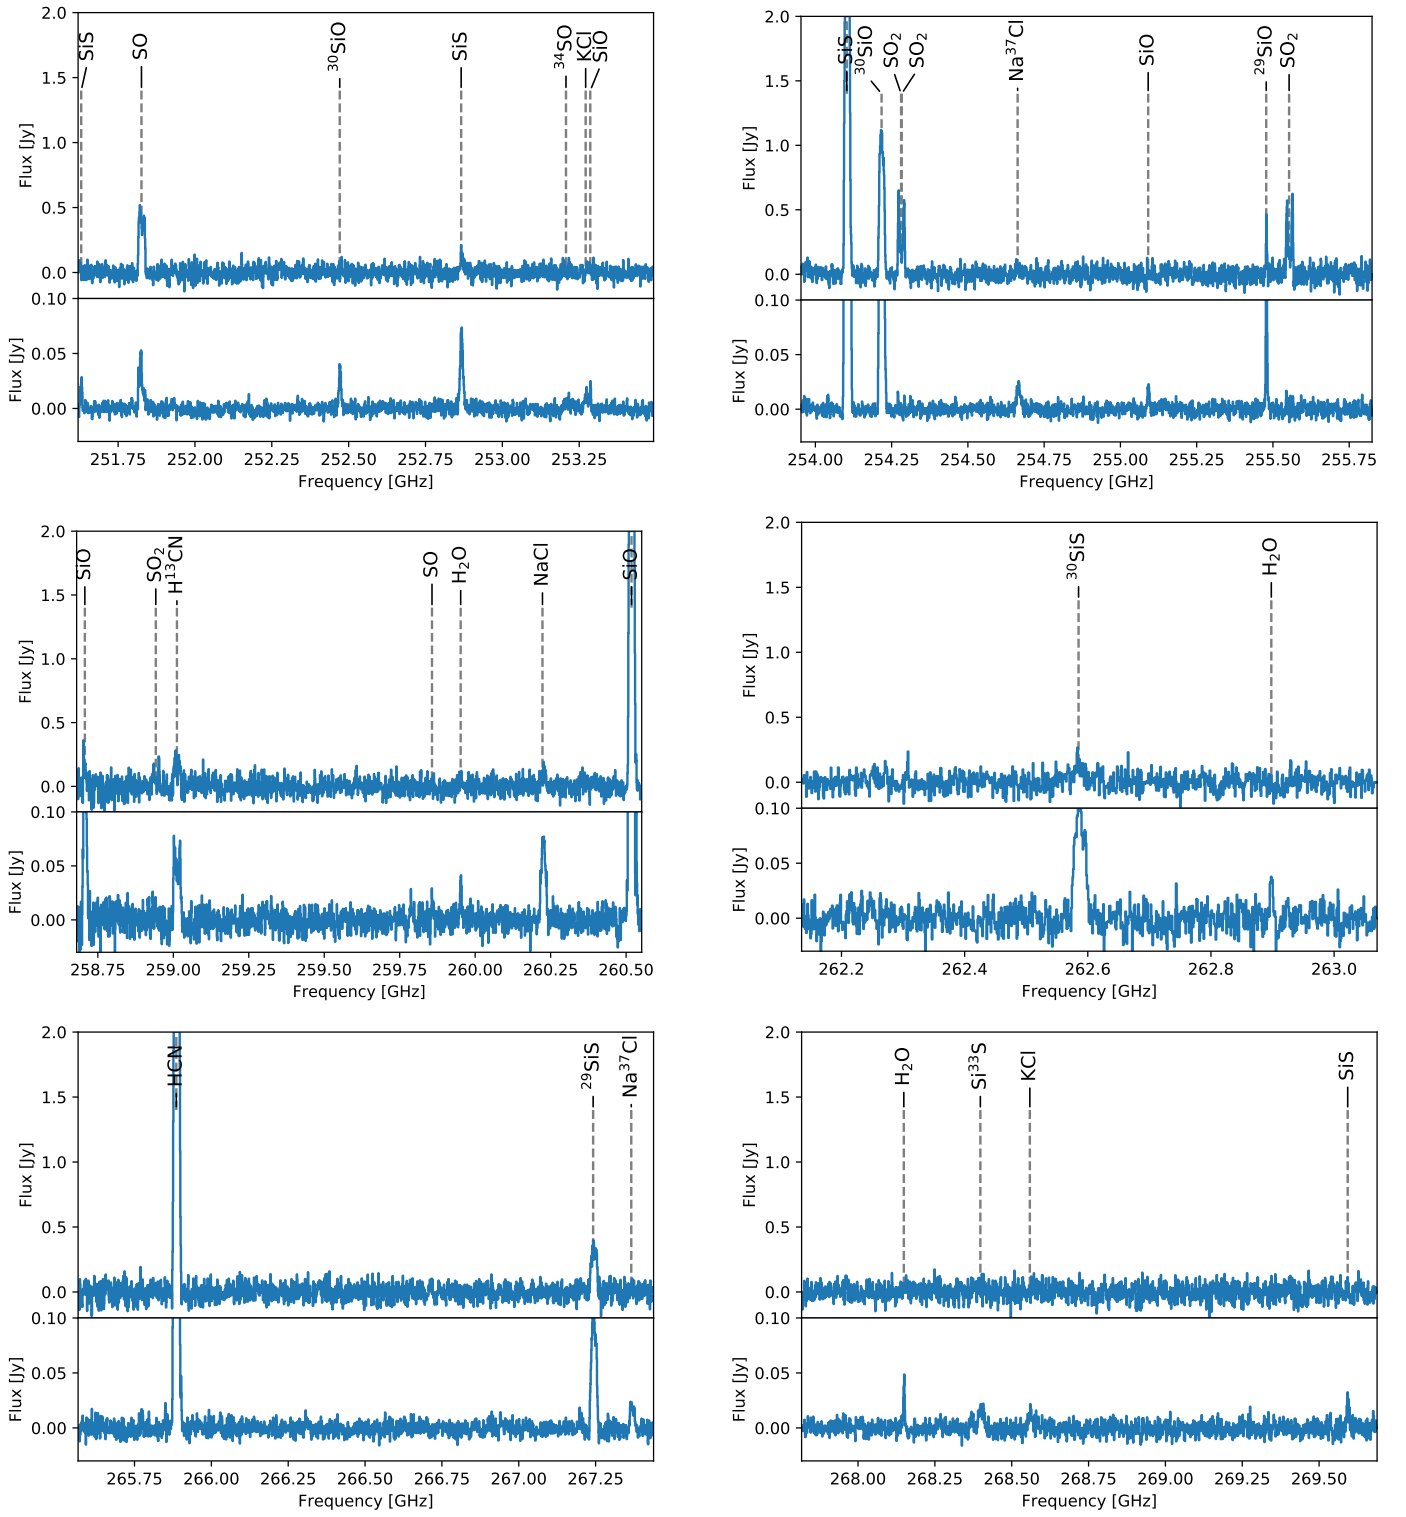 SiS SO ³⁰SiO SiS ³⁴SO KCl SiO
2.0
1.5
1.0
0.5
0.0
Flux [Jy]
0.10
0.05
0.00
Flux [Jy]
251.75 252.00 252.25 252.50 252.75 253.00 253.25
Frequency [GHz]
SiS ³⁰SiO SO₂ SO₂ Na³⁷Cl SiO ²⁹SiO SO₂
2.0
1.5
1.0
0.5
0.0
Flux [Jy]
0.10
0.05
0.00
Flux [Jy]
254.00 254.25 254.50 254.75 255.00 255.25 255.50 255.75
Frequency [GHz]
SiO SO₂ H¹³CN SO H₂O NaCl SiO
2.0
1.5
1.0
0.5
0.0
Flux [Jy]
0.10
0.05
0.00
Flux [Jy]
258.75 259.00 259.25 259.50 259.75 260.00 260.25 260.50
Frequency [GHz]
³⁰SiS H₂O
2.0
1.5
1.0
0.5
0.0
Flux [Jy]
0.10
0.05
0.00
Flux [Jy]
262.2 262.4 262.6 262.8 263.0
Frequency [GHz]
HCN ²⁹SiS Na³⁷Cl
2.0
1.5
1.0
0.5
0.0
Flux [Jy]
0.10
0.05
0.00
Flux [Jy]
265.75 266.00 266.25 266.50 266.75 267.00 267.25
Frequency [GHz]
H₂O Si³³S KCl SiS
2.0
1.5
1.0
0.5
0.0
Flux [Jy]
0.10
0.05
0.00
Flux [Jy]
268.00 268.25 268.50 268.75 269.00 269.25 269.50
Frequency [GHz]